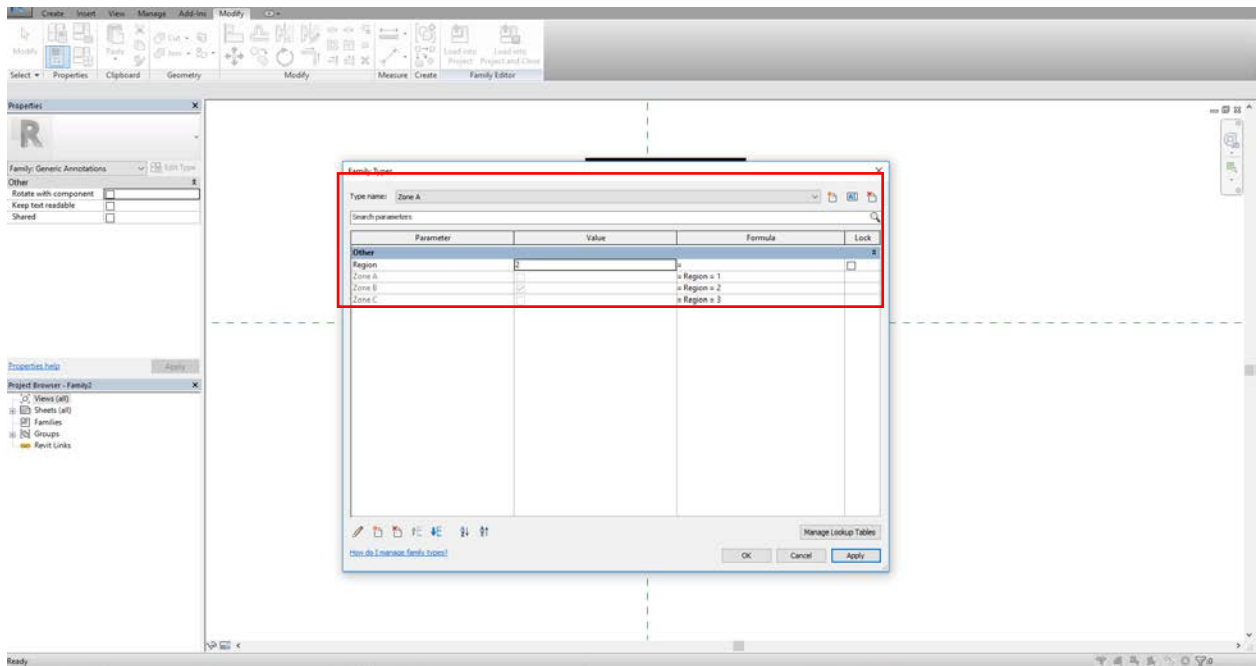 Create Insert View Manage Add-Ins Modify
Modify
Paste
Cut
Join
Load into Project
Load into Project and Close
Select Properties Clipboard Geometry Modify Measure Create Family Editor
Properties
R
Family: Generic Annotations
Edit Type
Other
Rotate with component
Keep text readable
Shared
Properties help
Apply
Project Browser - Family2
Views (all)
Sheets (all)
Families
Groups
Revit Links
Family Types
Type name: Zone A
Search parameters
Parameter Value Formula Lock
Other
Region 2 =
Zone A = Region = 1
Zone B = Region = 2
Zone C = Region = 3
Manage Lookup Tables
How do I manage family types?
OK Cancel Apply
Ready
:0